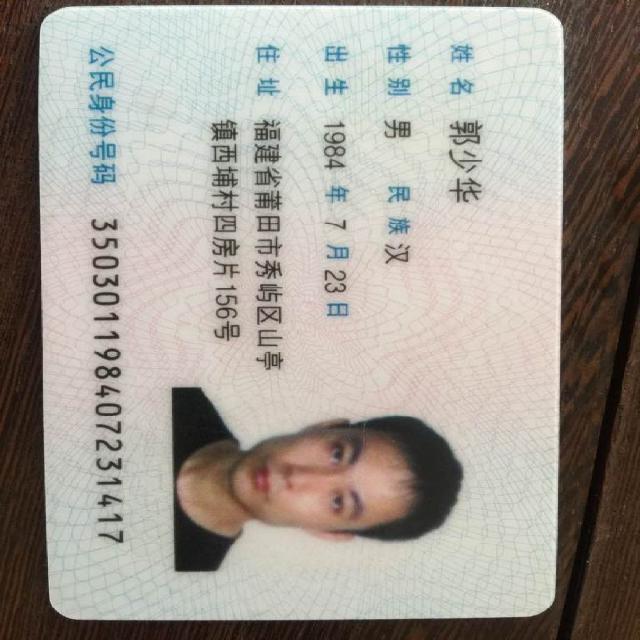 姓名 郭少华
性别 男 民族 汉
出生 1984 年 7 月 23 日
住址 福建省莆田市秀屿区山亭
镇西埔村四房片156号
公民身份号码 350301198407231417